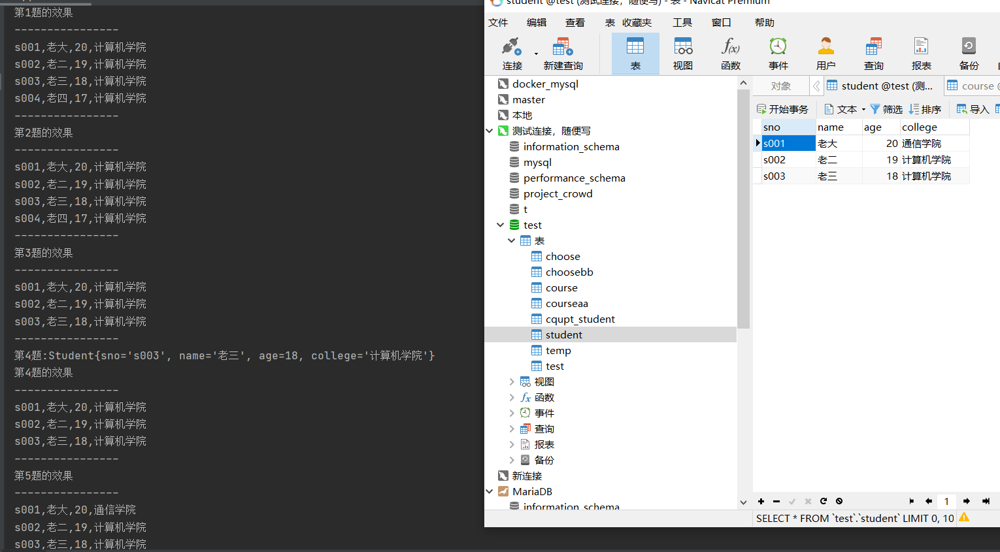 第1题的效果
----------------
s001,老大,20,计算机学院
s002,老二,19,计算机学院
s003,老三,18,计算机学院
s004,老四,17,计算机学院
----------------
第2题的效果
----------------
s001,老大,20,计算机学院
s002,老二,19,计算机学院
s003,老三,18,计算机学院
s004,老四,17,计算机学院
----------------
第3题的效果
----------------
s001,老大,20,计算机学院
s002,老二,19,计算机学院
s003,老三,18,计算机学院
----------------
第4题:Student{sno='s003', name='老三', age=18, college='计算机学院'}
第4题的效果
----------------
s001,老大,20,计算机学院
s002,老二,19,计算机学院
s003,老三,18,计算机学院
----------------
第5题的效果
----------------
s001,老大,20,通信学院
s002,老二,19,计算机学院
s003,老三,18,计算机学院
student @test (测试连接，随便写) - 表 - Navicat Premium
文件 编辑 查看 表 收藏夹 工具 窗口 帮助
连接 新建查询 表 视图 函数 事件 用户 查询 报表 备份
docker_mysql
master
本地
测试连接，随便写
information_schema
mysql
performance_schema
project_crowd
t
test
表
choose
choosebb
course
courseaa
cqupt_student
student
temp
test
视图
函数
事件
查询
报表
备份
新连接
MariaDB
information_schema
对象 student @test (测... course @
开始事务 文本 筛选 排序 导入
sno name age college
s001 老大 20 通信学院
s002 老二 19 计算机学院
s003 老三 18 计算机学院
1
SELECT * FROM `test`.`student` LIMIT 0, 10